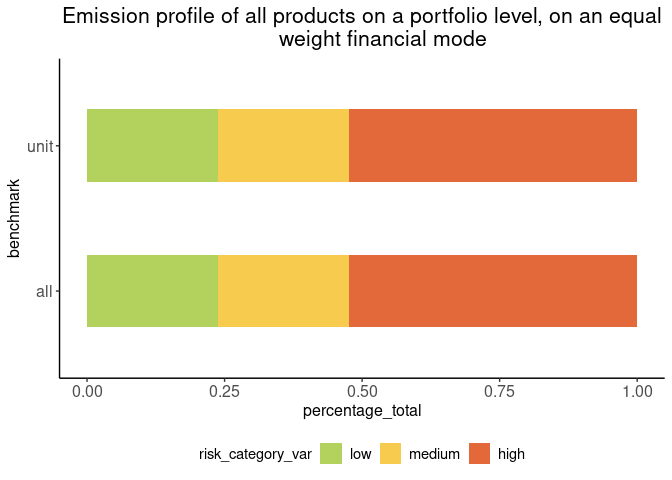 Emission profile of all products on a portfolio level, on an equal
weight financial mode
benchmark
unit
all
0.00 0.25 0.50 0.75 1.00
percentage_total
risk_category_var low medium high